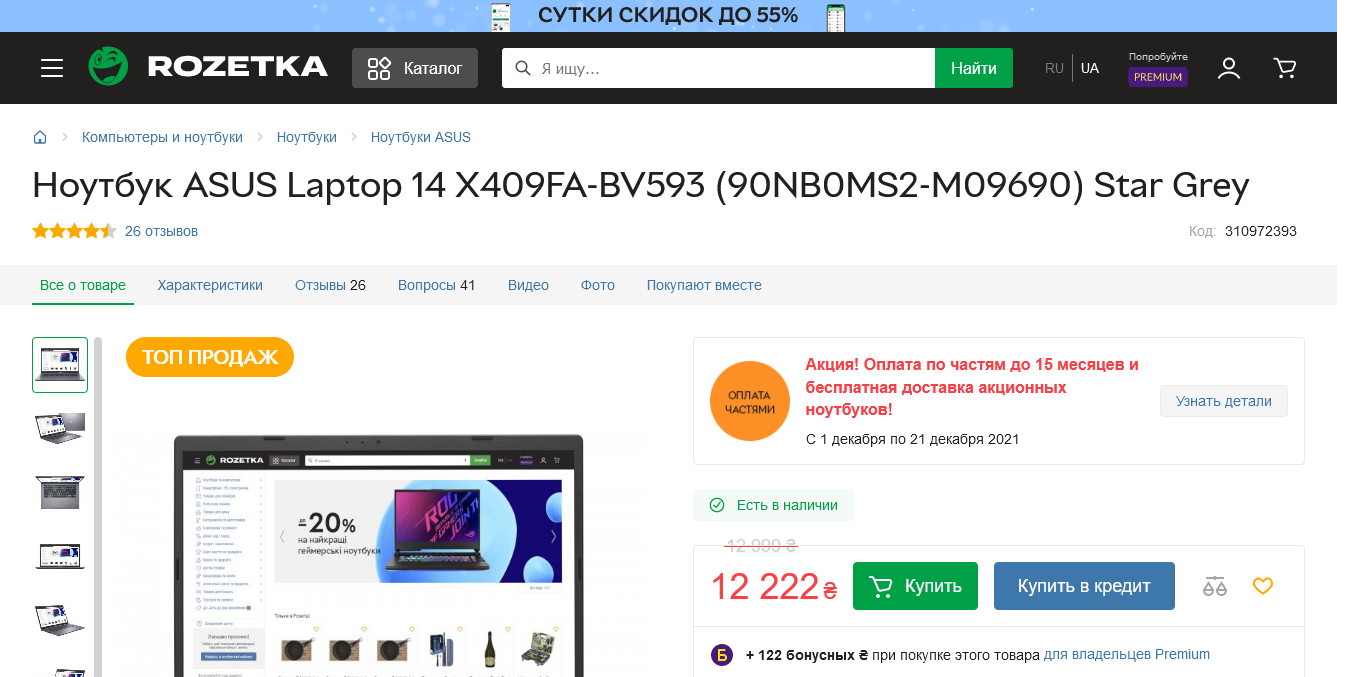 СУТКИ СКИДОК ДО 55%
ROZETKA
Каталог
Я ищу...
Найти
RU
UA
Попробуйте
PREMIUM
Компьютеры и ноутбуки
Ноутбуки
Ноутбуки ASUS
Ноутбук ASUS Laptop 14 X409FA-BV593 (90NB0MS2-M09690) Star Grey
26 отзывов
Код: 310972393
Все о товаре
Характеристики
Отзывы 26
Вопросы 41
Видео
Фото
Покупают вместе
ТОП ПРОДАЖ
ROZETKA
Каталог
до
-20%
на найкращі
геймерські ноутбуки
ОПЛАТА
ЧАСТЯМИ
Акция! Оплата по частям до 15 месяцев и
бесплатная доставка акционных
ноутбуков!
С 1 декабря по 21 декабря 2021
Узнать детали
Есть в наличии
12 999 ₴
12 222 ₴
Купить
Купить в кредит
Б
+ 122 бонусных ₴ при покупке этого товара для владельцев Premium